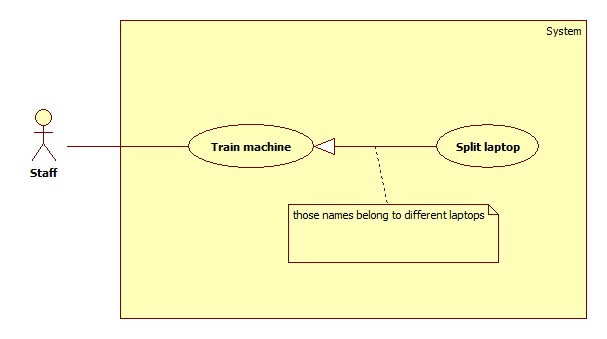 System
Staff
Train machine
Split laptop
those names belong to different laptops